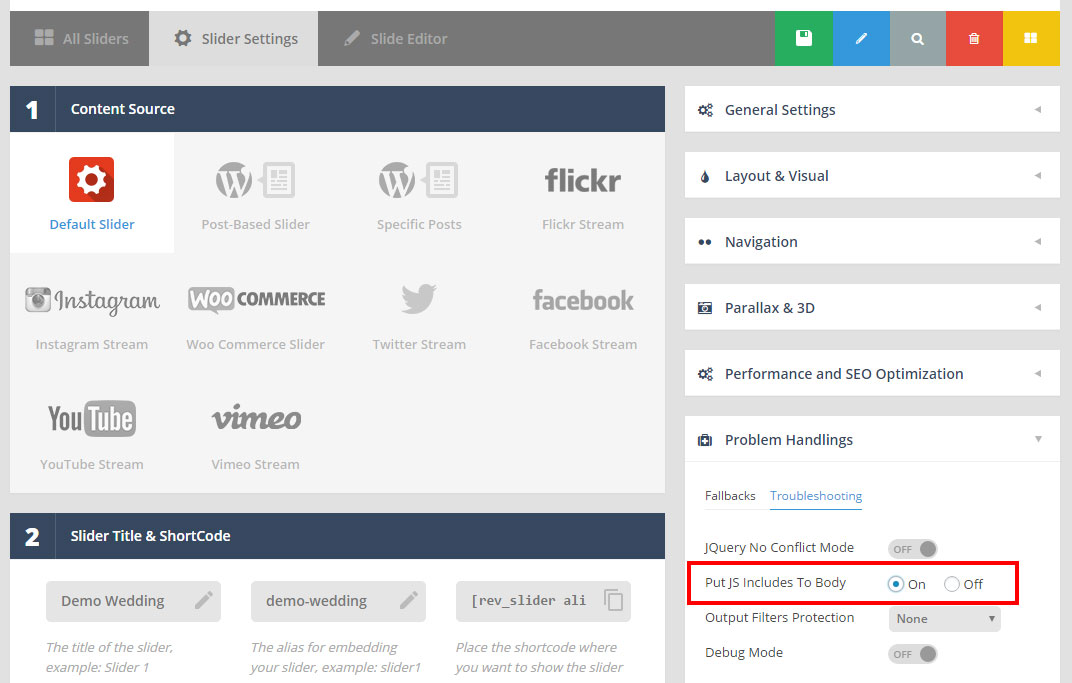 All Sliders
Slider Settings
Slide Editor
1
Content Source
Default Slider
Post-Based Slider
Specific Posts
flickr
Flickr Stream
Instagram
WOO COMMERCE
facebook
Instagram Stream
Woo Commerce Slider
Twitter Stream
Facebook Stream
You Tube
vimeo
YouTube Stream
Vimeo Stream
2
Slider Title & ShortCode
Demo Wedding
demo-wedding
[rev_slider ali
The title of the slider,
example: Slider 1
The alias for embedding
your slider, example: slider1
Place the shortcode where
you want to show the slider
General Settings
Layout & Visual
Navigation
Parallax & 3D
Performance and SEO Optimization
Problem Handlings
Fallbacks
Troubleshooting
JQuery No Conflict Mode
OFF
Put JS Includes To Body
On
Off
Output Filters Protection
None
Debug Mode
OFF